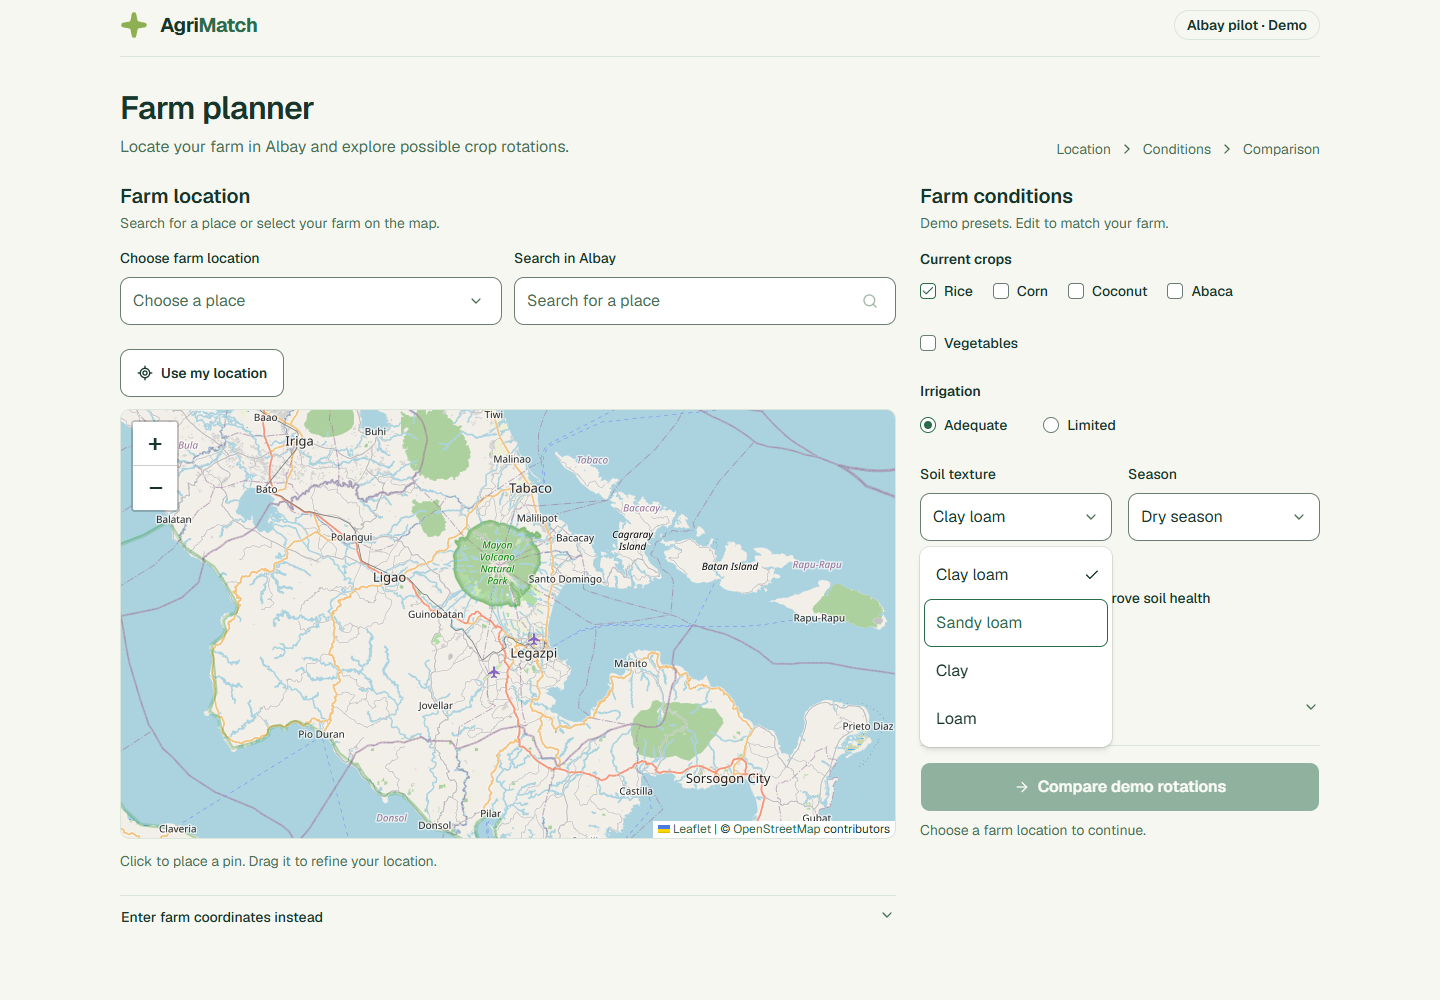 AgriMatch
Albay pilot · Demo
Farm planner
Locate your farm in Albay and explore possible crop rotations.
Location > Conditions > Comparison
Farm location
Search for a place or select your farm on the map.
Choose farm location
Search in Albay
Choose a place
Search for a place
Use my location
+
−
Baao
Tiwi
Bula
Iriga
Buhi
Malinao
Tabaco
Bato
Tabaco
Balatan
Malilipot
Bacacay
Polangui
Bacacay
Cagraray
Island
Mayon
Volcano
Natural
Park
Ligao
Santo Domingo
Batan Island
Rapu-Rapu
Guinobatan
Rapu-Rapu
Legazpi
Manito
Jovellar
Pio Duran
Prieto Diaz
Sorsogon City
Castilla
Donsol
Pilar
Donsol
Gubat
Claveria
Leaflet | © OpenStreetMap contributors
Click to place a pin. Drag it to refine your location.
Enter farm coordinates instead
Farm conditions
Demo presets. Edit to match your farm.
Current crops
Rice
Corn
Coconut
Abaca
Vegetables
Irrigation
Adequate
Limited
Soil texture
Season
Clay loam
Dry season
Clay loam
Sandy loam
Clay
Loam
rove soil health
Compare demo rotations
Choose a farm location to continue.